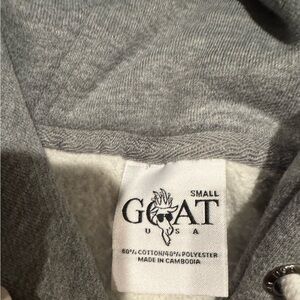 SMALL
GOAT
USA
60% COTTON/40% POLYESTER
MADE IN CAMBODIA